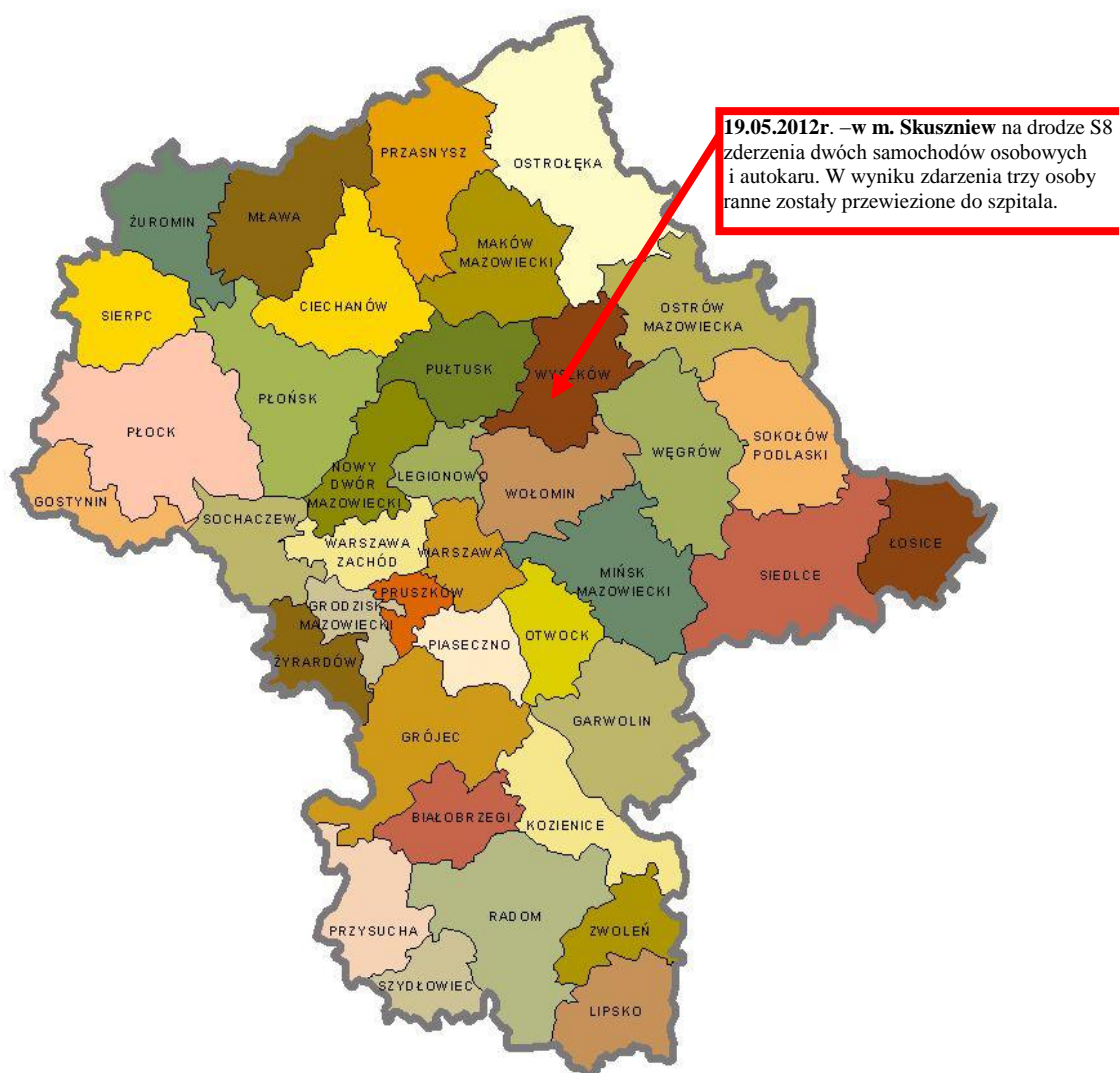 PRZASNYSZ
OSTROŁĘKA
19.05.2012r. –w m. Skuszniew na drodze S8
zderzenia dwóch samochodów osobowych
i autokaru. W wyniku zdarzenia trzy osoby
ranne zostały przewiezione do szpitala.
ŻUROMIN
MŁAWA
MAKÓW
MAZOWIECKI
CIECHANÓW
SIERPC
OSTRÓW
MAZOWIECKA
PUŁTUSK
WYSZKÓW
PŁOŃSK
PŁOCK
SOKOŁÓW
PODLASKI
WĘGRÓW
NOWY
DWÓR
MAZOWIECKI
LEGIONOWO
WOŁOMIN
GOSTYNIN
SOCHACZEW
WARSZAWA
ZACHÓD
WARSZAWA
ŁOSICE
SIEDLCE
MIŃSK
MAZOWIECKI
PRUSZKÓW
GRODZISK
MAZOWIECKI
PIASECZNO
OTWOCK
ŻYRARDÓW
GARWOLIN
GRÓJEC
BIAŁOBRZEGI
KOZIENICE
RADOM
PRZYSUCHA
ZWOLEŃ
SZYDŁOWIEC
LIPSKO